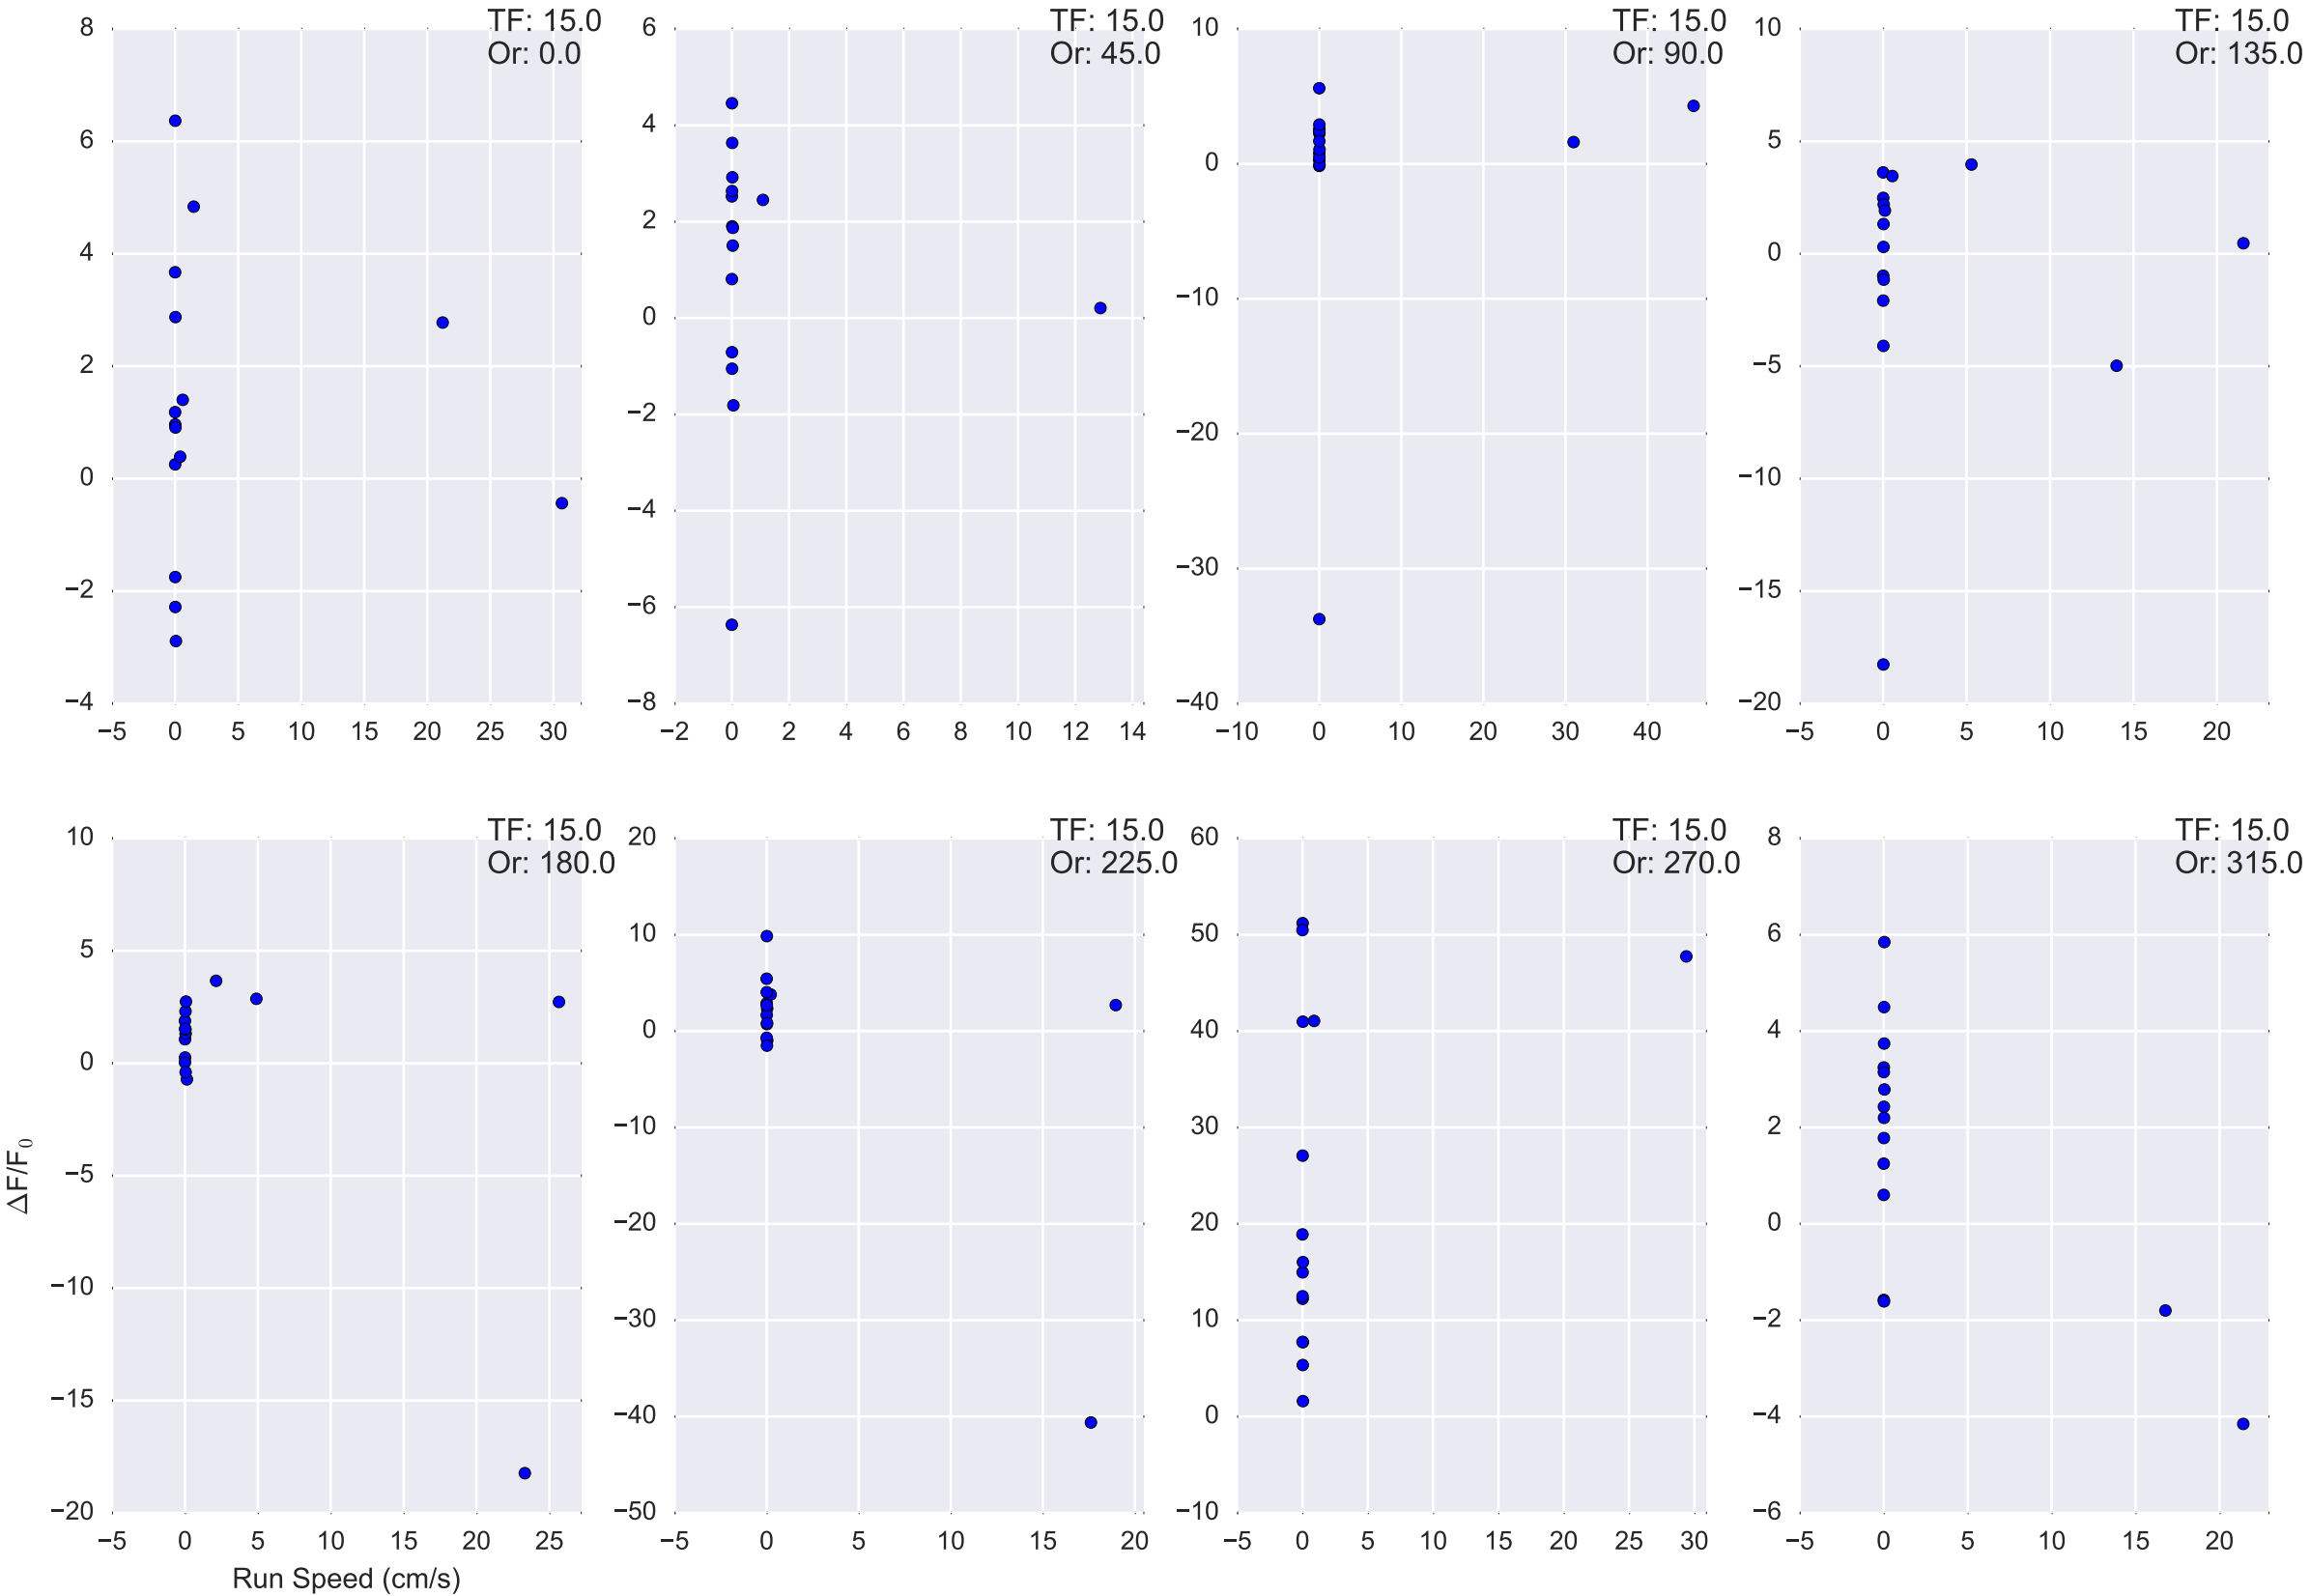 TF: 15.0
Or: 0.0
8
6
4
2
0
−2
−4
−5 0 5 10 15 20 25 30
TF: 15.0
Or: 45.0
6
4
2
0
−2
−4
−6
−8
−2 0 2 4 6 8 10 12 14
TF: 15.0
Or: 90.0
10
0
−10
−20
−30
−40
−10 0 10 20 30 40
TF: 15.0
Or: 135.0
10
5
0
−5
−10
−15
−20
−5 0 5 10 15 20
TF: 15.0
Or: 180.0
10
5
0
−5
−10
−15
−20
−5 0 5 10 15 20 25
ΔF/F₀
Run Speed (cm/s)
TF: 15.0
Or: 225.0
20
10
0
−10
−20
−30
−40
−50
−5 0 5 10 15 20
TF: 15.0
Or: 270.0
60
50
40
30
20
10
0
−10
−5 0 5 10 15 20 25 30
TF: 15.0
Or: 315.0
8
6
4
2
0
−2
−4
−6
−5 0 5 10 15 20